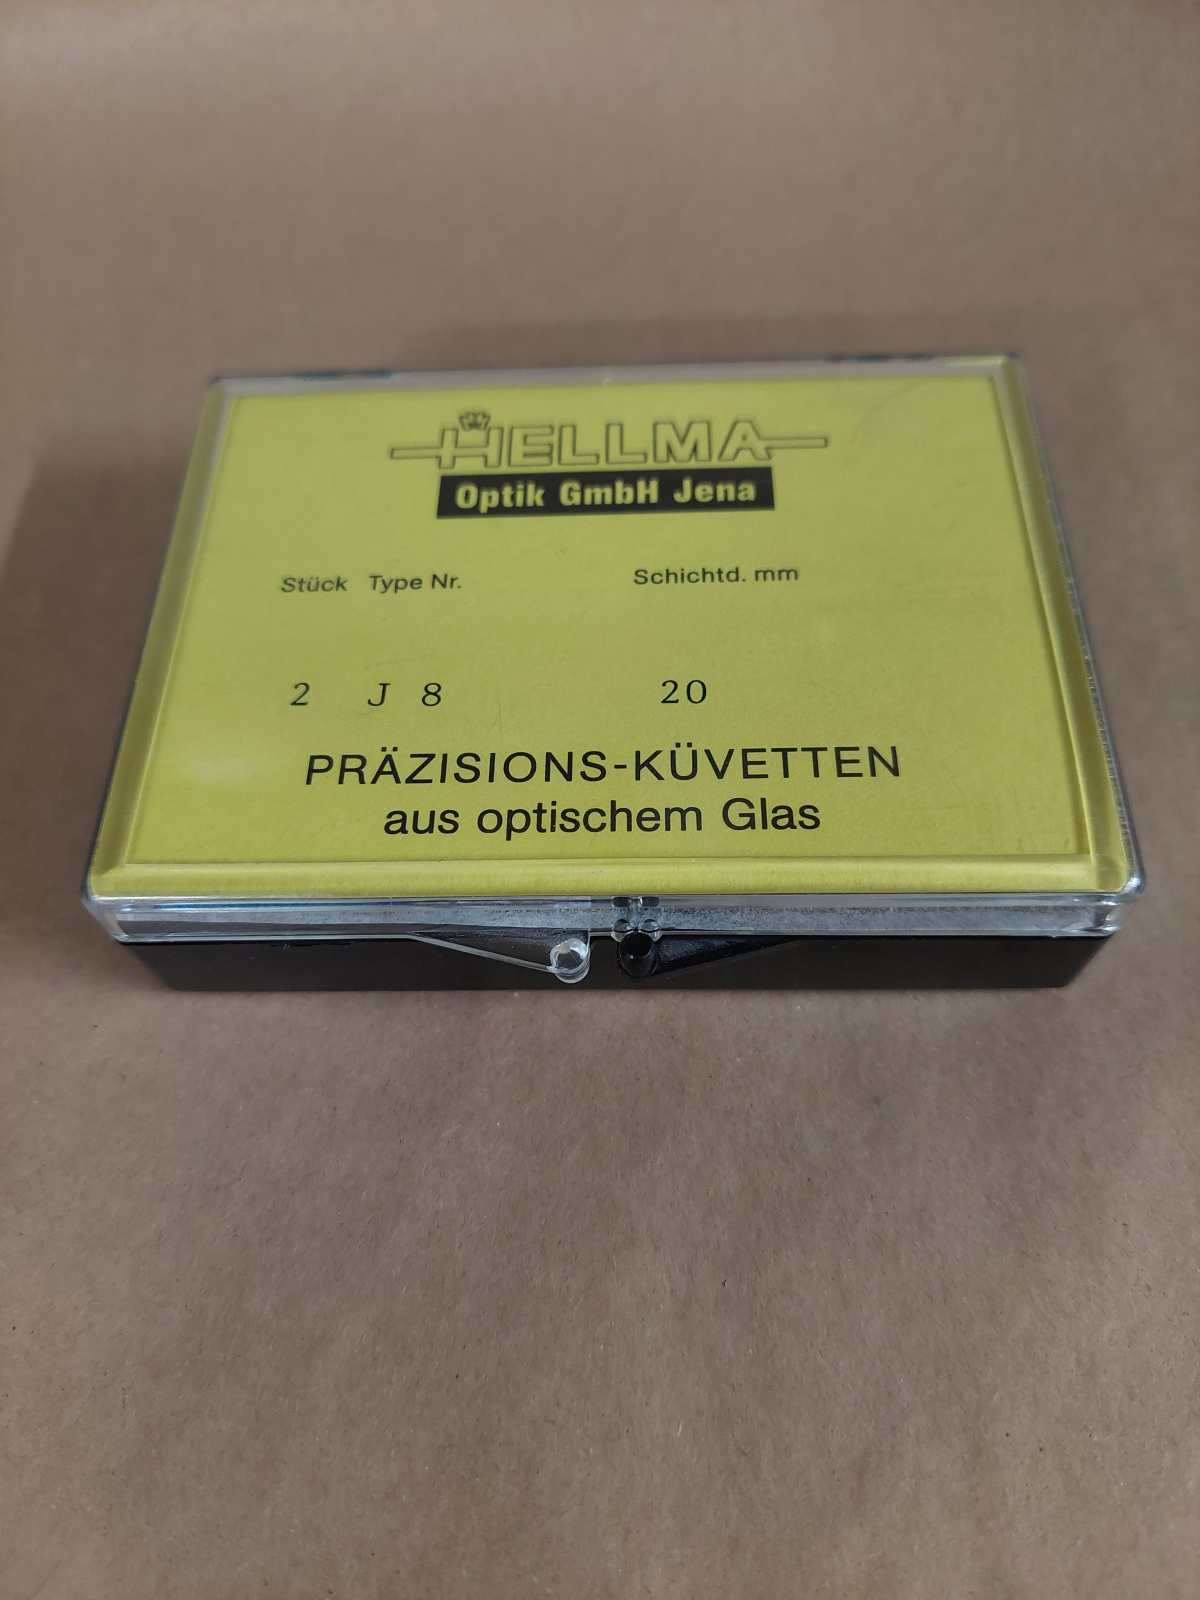 HELLMA
Optik GmbH Jena
Stück Type Nr. Schichtd. mm
2 J 8 20
PRÄZISIONS-KÜVETTEN
aus optischem Glas